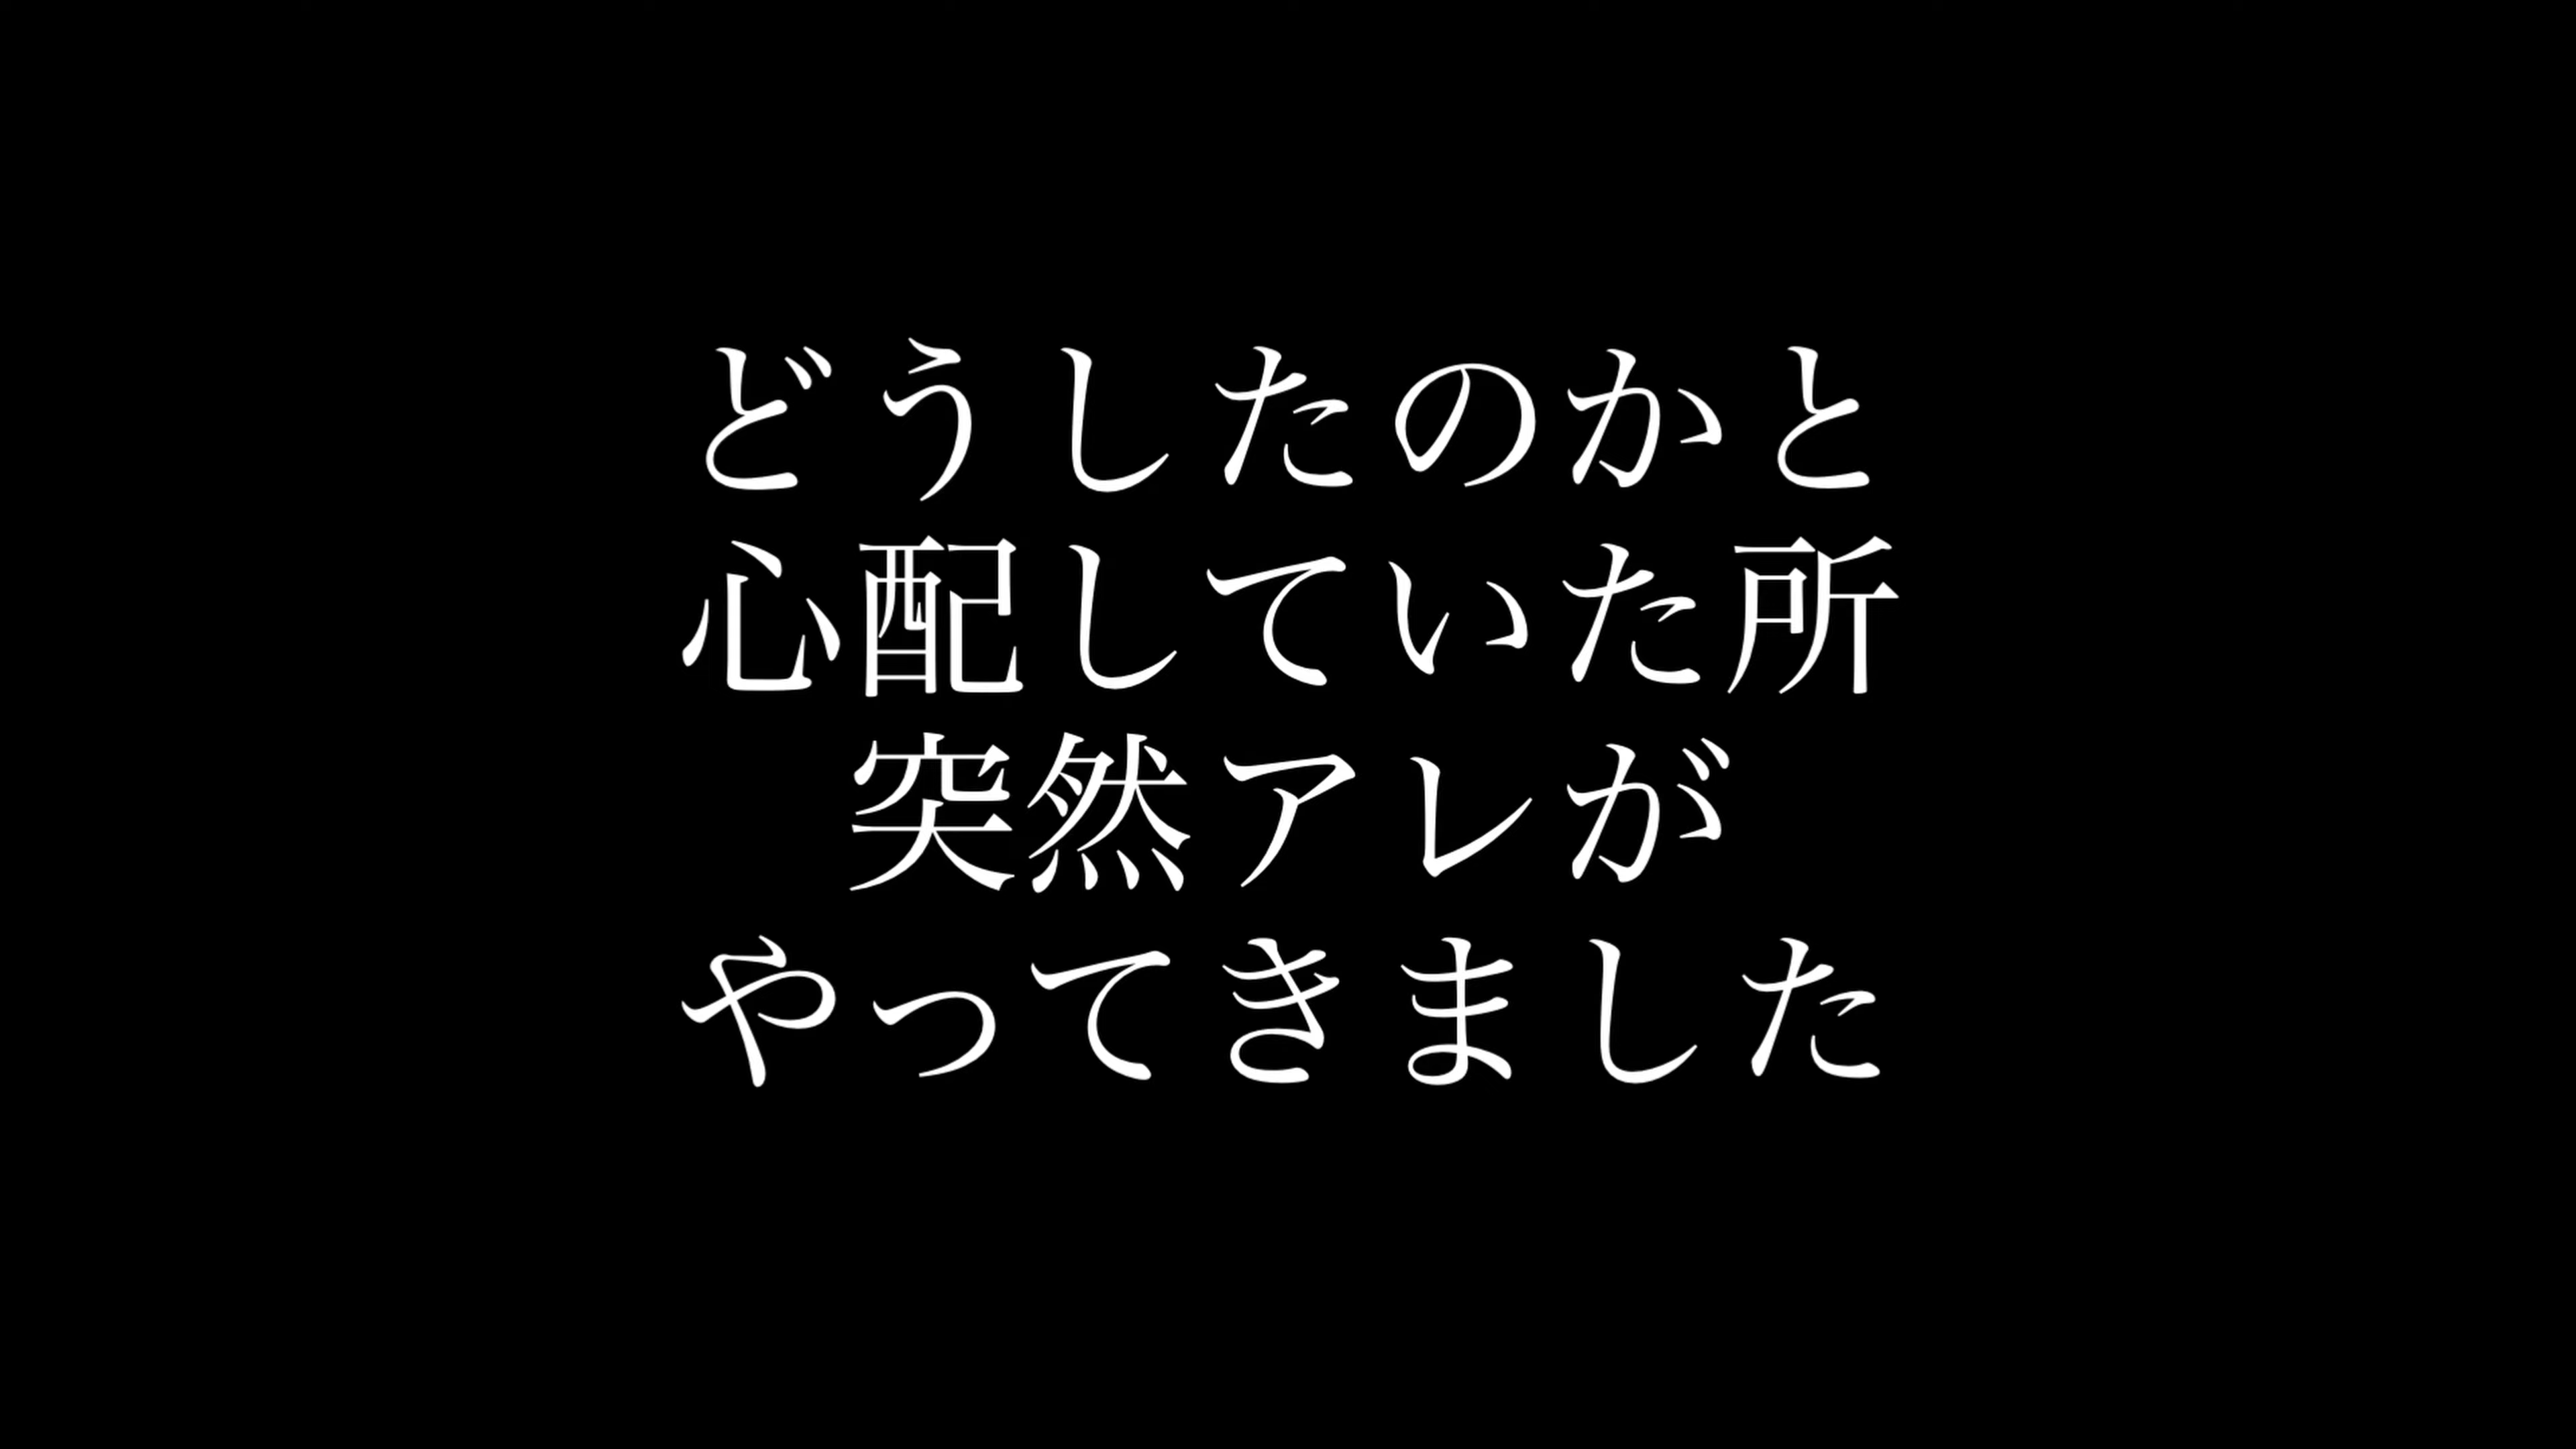 どうしたのかと
心配していた所
突然アレが
やってきました